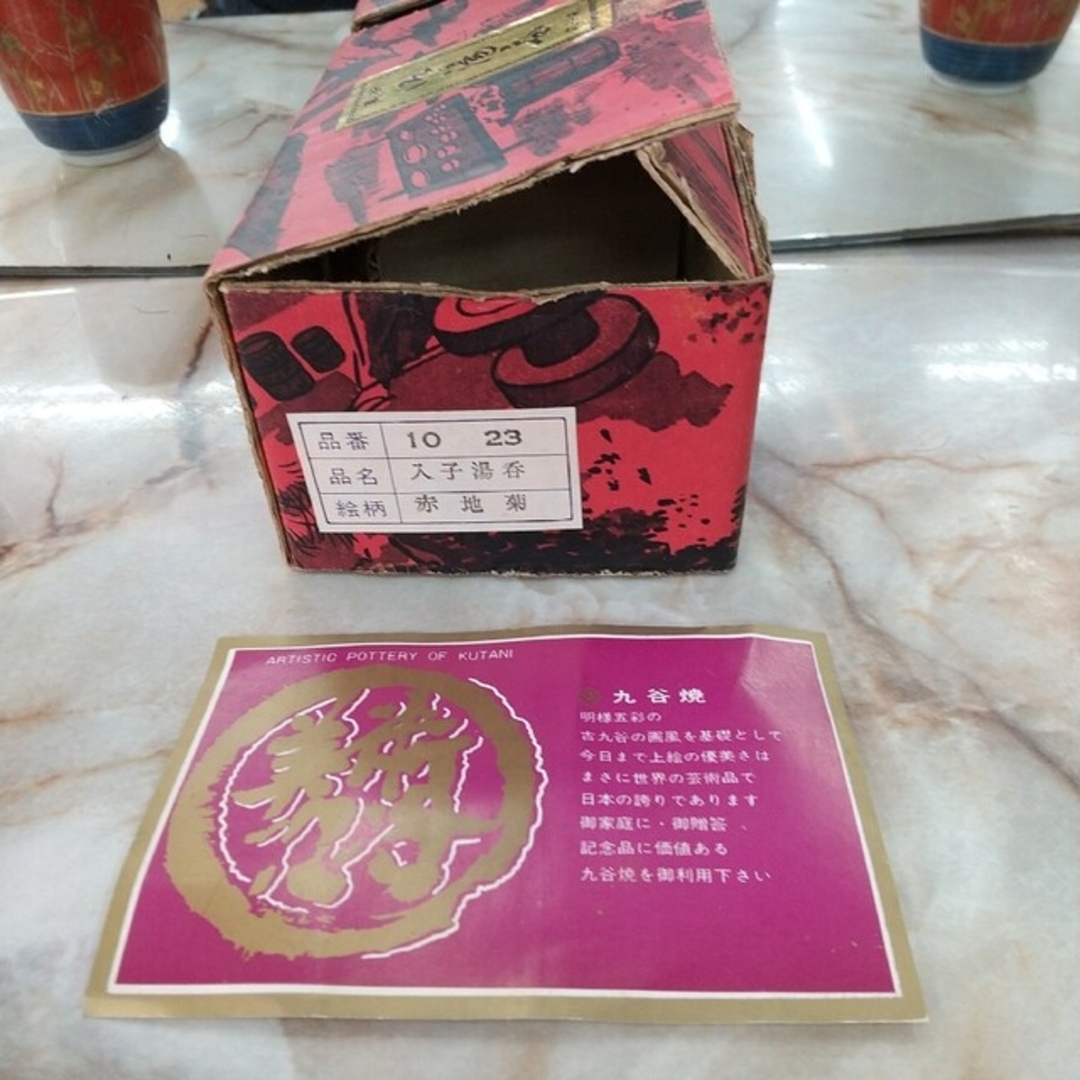 品番 10 23
品名 入子湯呑
絵柄 赤地菊
ARTISTIC POTTERY OF KUTANI
九谷焼
明様五彩の
古九谷の画風を基礎として
今日まで上絵の優美さは
まさに世界の芸術品で
日本の誇りであります
御家庭に・御贈答、
記念品に価値ある
九谷焼を御利用下さい